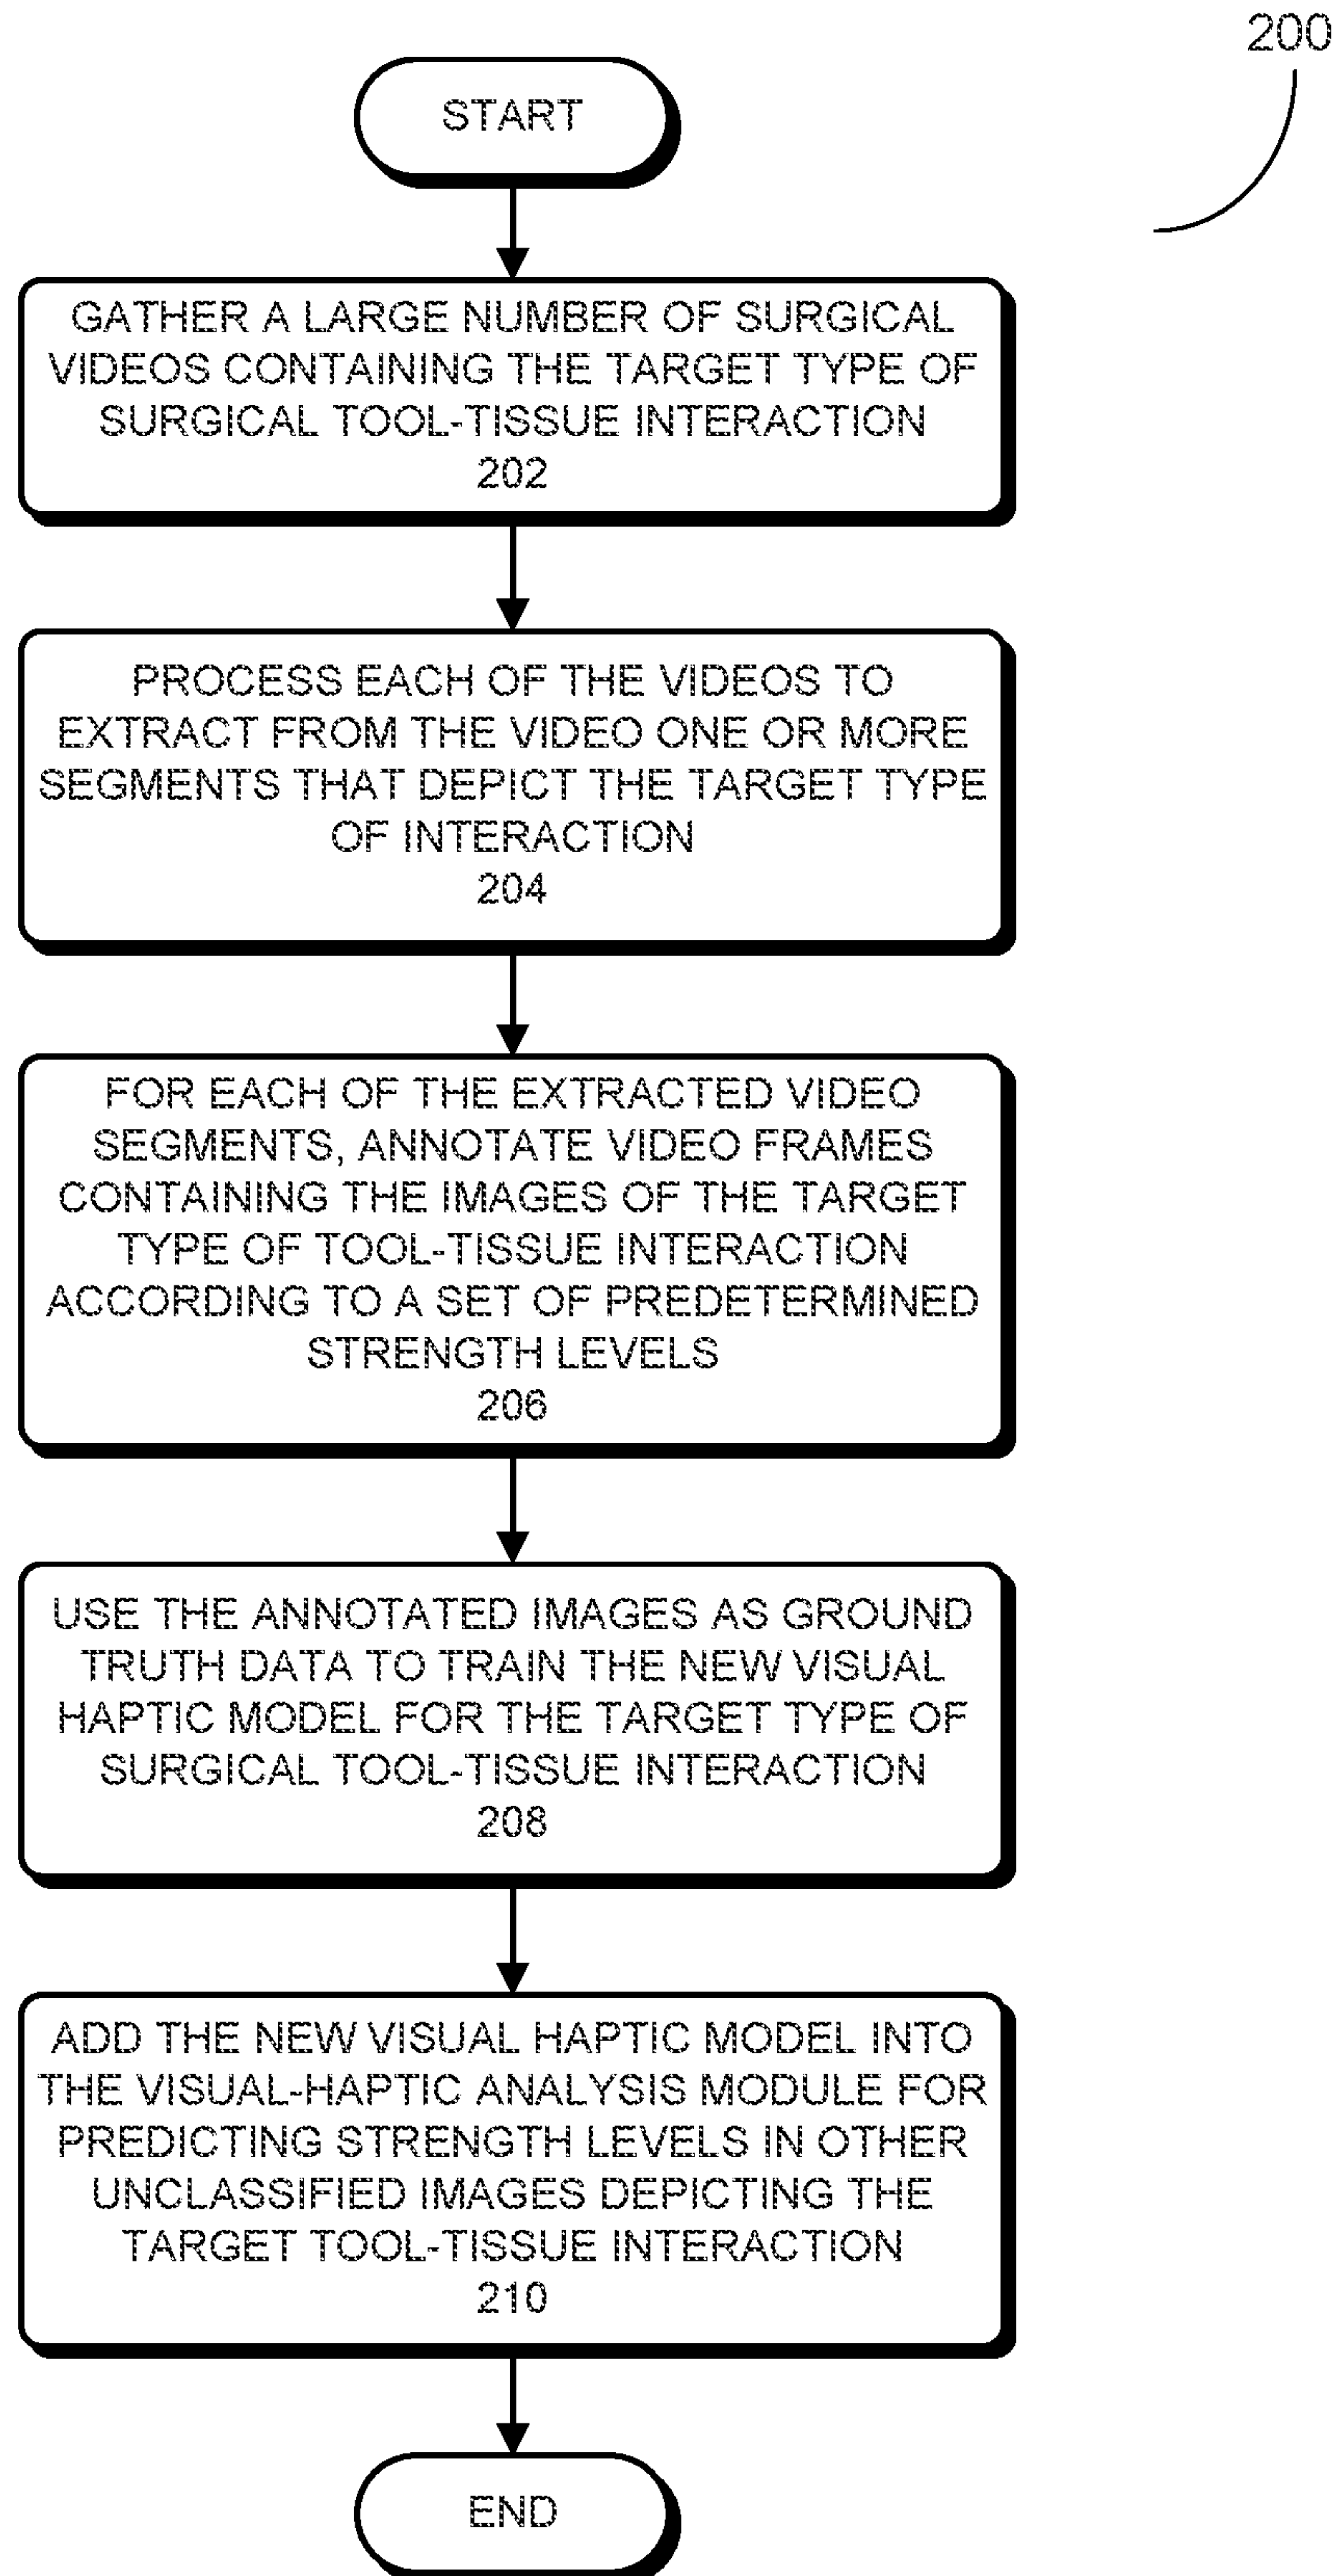 200
START
GATHER A LARGE NUMBER OF SURGICAL
VIDEOS CONTAINING THE TARGET TYPE OF
SURGICAL TOOL-TISSUE INTERACTION
202
PROCESS EACH OF THE VIDEOS TO
EXTRACT FROM THE VIDEO ONE OR MORE
SEGMENTS THAT DEPICT THE TARGET TYPE
OF INTERACTION
204
FOR EACH OF THE EXTRACTED VIDEO
SEGMENTS, ANNOTATE VIDEO FRAMES
CONTAINING THE IMAGES OF THE TARGET
TYPE OF TOOL-TISSUE INTERACTION
ACCORDING TO A SET OF PREDETERMINED
STRENGTH LEVELS
206
USE THE ANNOTATED IMAGES AS GROUND
TRUTH DATA TO TRAIN THE NEW VISUAL
HAPTIC MODEL FOR THE TARGET TYPE OF
SURGICAL TOOL-TISSUE INTERACTION
208
ADD THE NEW VISUAL HAPTIC MODEL INTO
THE VISUAL-HAPTIC ANALYSIS MODULE FOR
PREDICTING STRENGTH LEVELS IN OTHER
UNCLASSIFIED IMAGES DEPICTING THE
TARGET TOOL-TISSUE INTERACTION
210
END